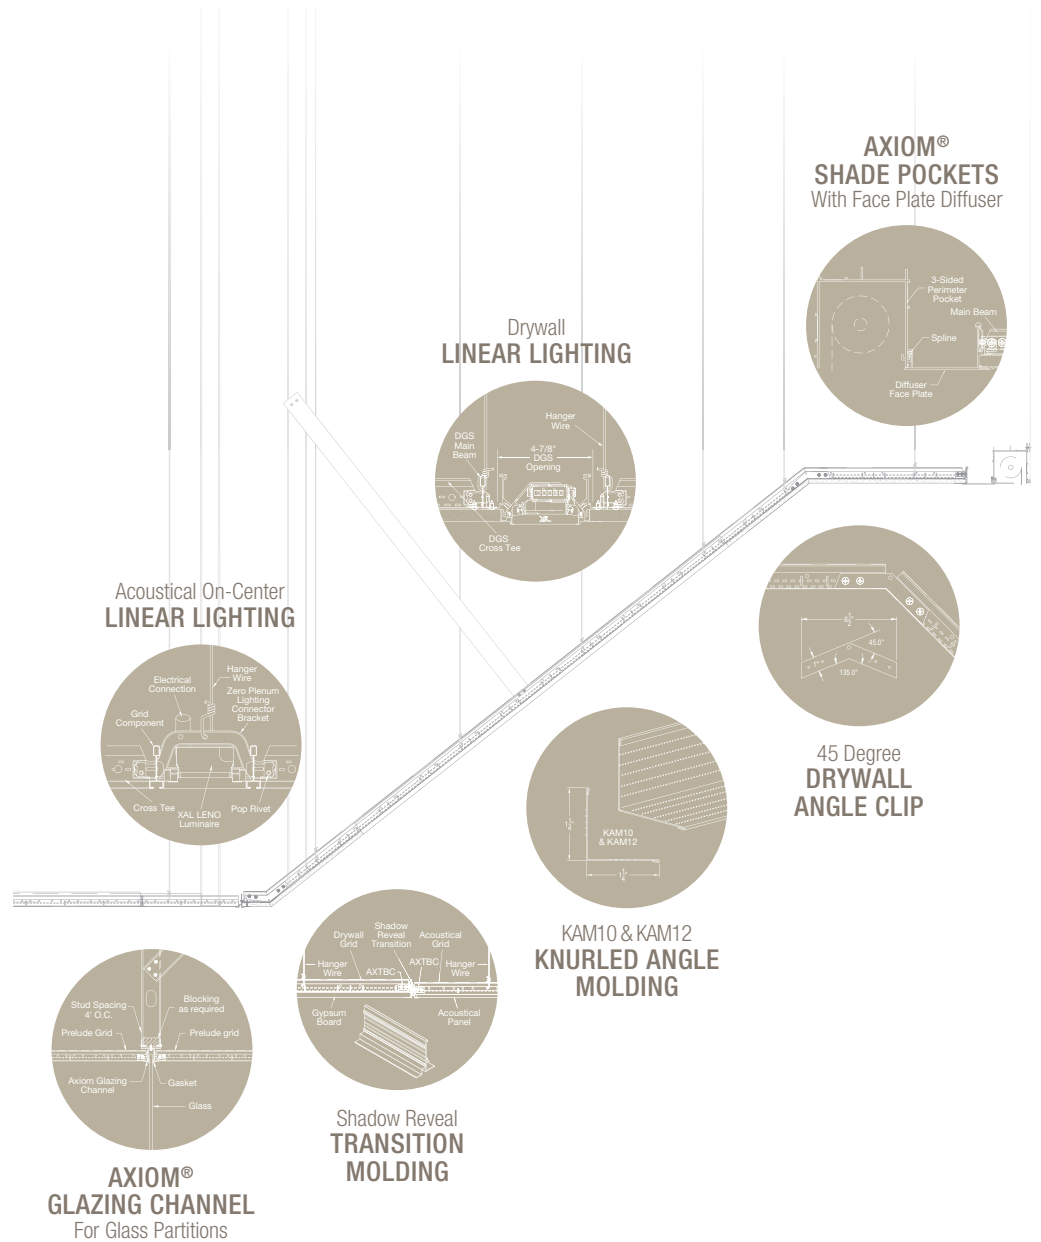 AXIOM®
SHADE POCKETS
With Face Plate Diffuser
3-Sided
Perimeter
Pocket
Main Beam
Spline
Diffuser
Face Plate
Drywall
LINEAR LIGHTING
Hanger
Wire
DGS
Main
Beam
4-7/8"
DGS
Opening
XAL
DGS
Cross Tee
Acoustical On-Center
LINEAR LIGHTING
Electrical
Connection
Hanger
Wire
Zero Plenum
Lighting
Connector
Bracket
Grid
Component
Cross Tee
XAL LENO
Luminaire
Pop Rivet
45.0°
135.0°
45 Degree
DRYWALL
ANGLE CLIP
KAM10
& KAM12
KAM10 & KAM12
KNURLED ANGLE
MOLDING
Drywall
Grid
Shadow
Reveal
Transition
Acoustical
Grid
Hanger
Wire
AXTBC
AXTBC
Hanger
Wire
Gypsum
Board
Acoustical
Panel
Shadow Reveal
TRANSITION
MOLDING
Stud Spacing
4' O.C.
Blocking
as required
Prelude Grid
Prelude grid
Axiom Glazing
Channel
Gasket
Glass
AXIOM®
GLAZING CHANNEL
For Glass Partitions